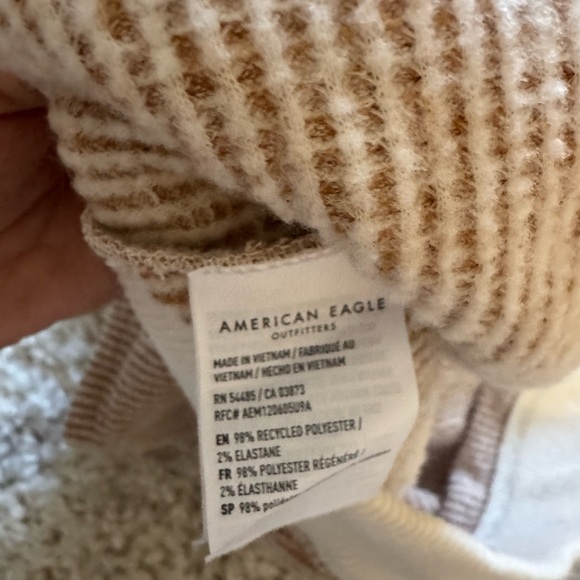 AMERICAN EAGLE
OUTFITTERS
MADE IN VIETNAM / FABRIQUÉ AU
VIETNAM / HECHO EN VIETNAM
RN 54485 / CA 03873
RFC# AEM120605U9A
EN 98% RECYCLED POLYESTER /
2% ELASTANE
FR 98% POLYESTER RÉGÉNÉRÉ /
2% ÉLASTHANNE
SP 98%